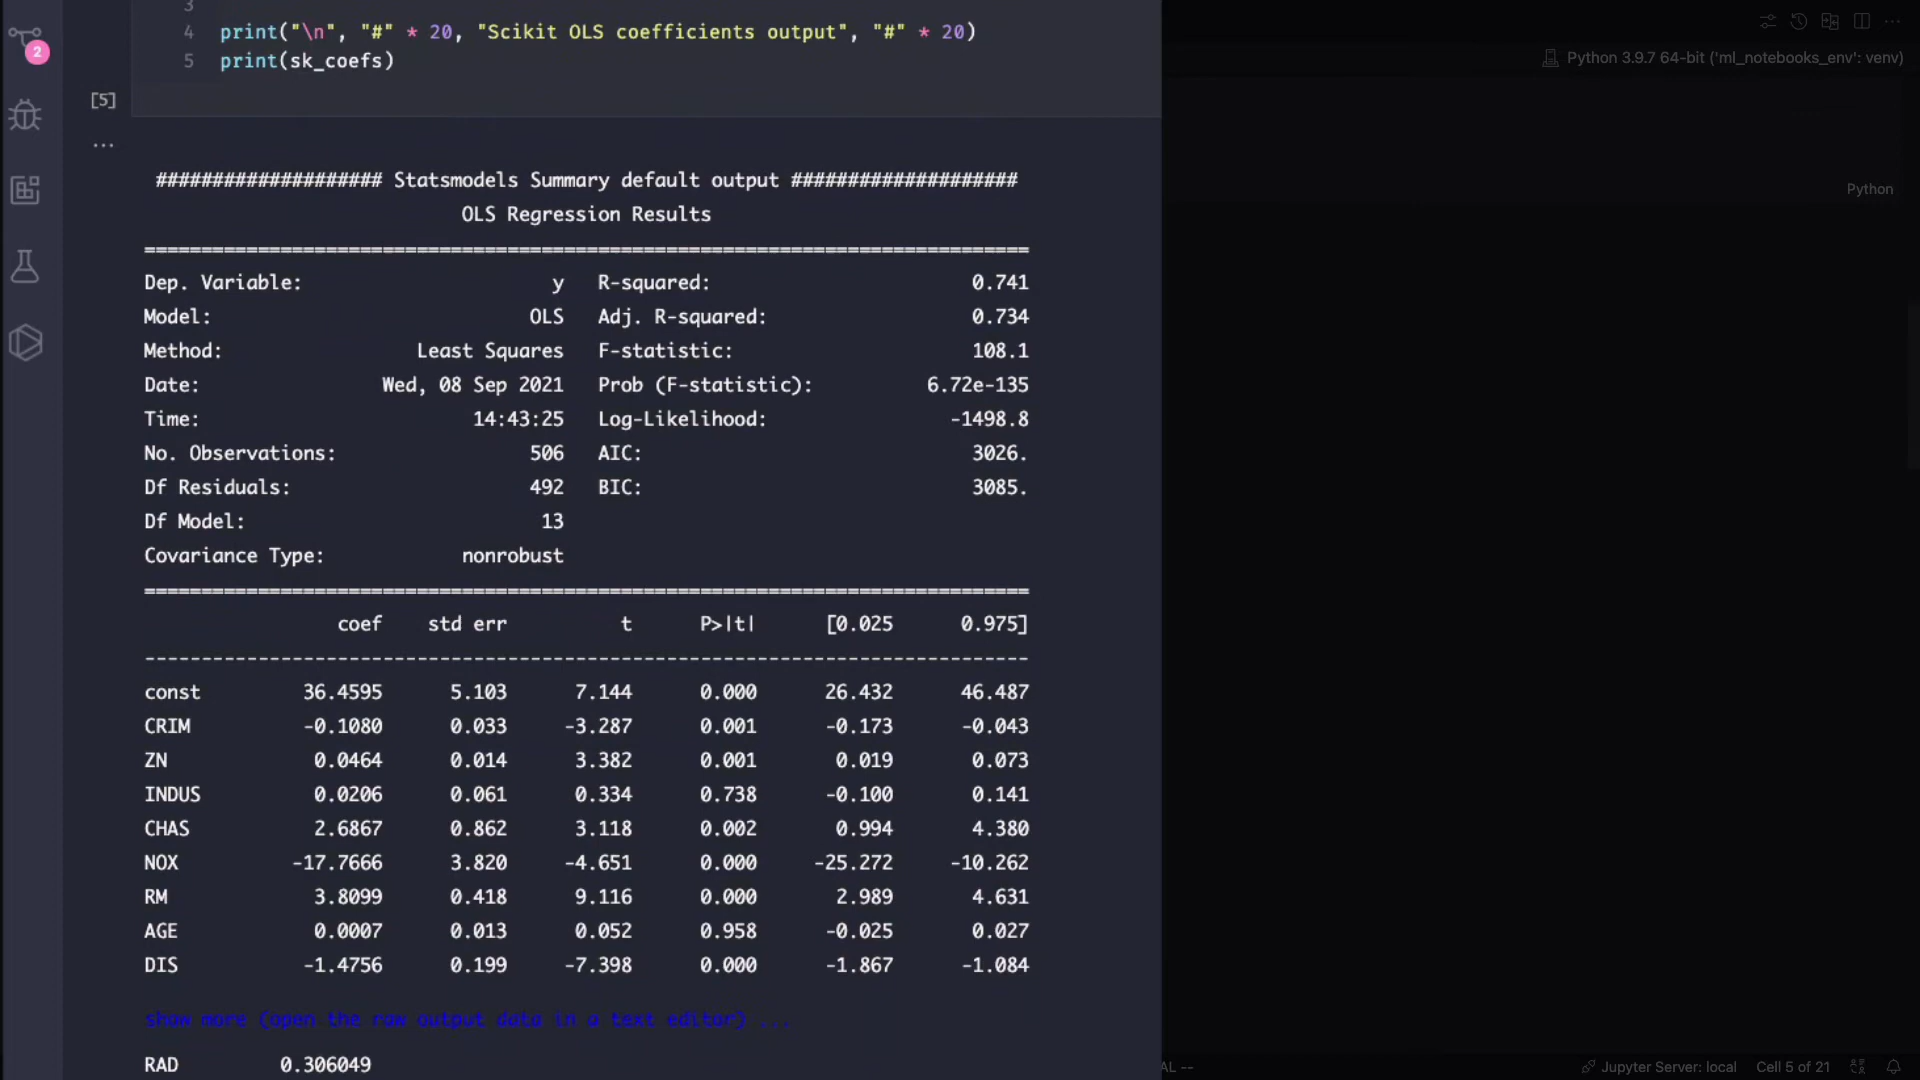 3
4 print("\n", "#" * 20, "Scikit OLS coefficients output", "#" * 20)
5 print(sk_coefs)
2
[5]
...
Python 3.9.7 64-bit ('ml_notebooks_env': venv)
Python
#################### Statsmodels Summary default output ####################
OLS Regression Results
==============================================================================
Dep. Variable: y R-squared: 0.741
Model: OLS Adj. R-squared: 0.734
Method: Least Squares F-statistic: 108.1
Date: Wed, 08 Sep 2021 Prob (F-statistic): 6.72e-135
Time: 14:43:25 Log-Likelihood: -1498.8
No. Observations: 506 AIC: 3026.
Df Residuals: 492 BIC: 3085.
Df Model: 13
Covariance Type: nonrobust
==============================================================================
coef std err t P>|t| [0.025 0.975]
------------------------------------------------------------------------------
const 36.4595 5.103 7.144 0.000 26.432 46.487
CRIM -0.1080 0.033 -3.287 0.001 -0.173 -0.043
ZN 0.0464 0.014 3.382 0.001 0.019 0.073
INDUS 0.0206 0.061 0.334 0.738 -0.100 0.141
CHAS 2.6867 0.862 3.118 0.002 0.994 4.380
NOX -17.7666 3.820 -4.651 0.000 -25.272 -10.262
RM 3.8099 0.418 9.116 0.000 2.989 4.631
AGE 0.0007 0.013 0.052 0.958 -0.025 0.027
DIS -1.4756 0.199 -7.398 0.000 -1.867 -1.084
show more (open the raw output data in a text editor) ...
RAD 0.306049
AL -- Jupyter Server: local Cell 5 of 21